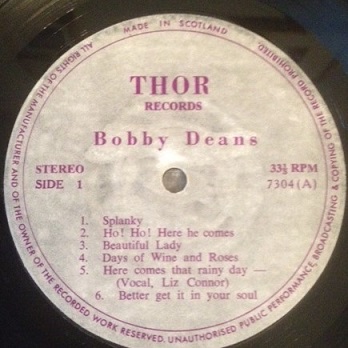 MADE IN SCOTLAND
ALL RIGHTS OF THE MANUFACTURER AND OF THE OWNER OF THE RECORDED WORK RESERVED. UNAUTHORISED PUBLIC PERFORMANCE, BROADCASTING & COPYING OF THE RECORD PROHIBITED.
THOR
RECORDS
Bobby Deans
STEREO 33⅓ RPM
SIDE 1 7304 (A)
1. Splanky
2. Ho! Ho! Here he comes
3. Beautiful Lady
4. Days of Wine and Roses
5. Here comes that rainy day —
(Vocal, Liz Connor)
6. Better get it in your soul